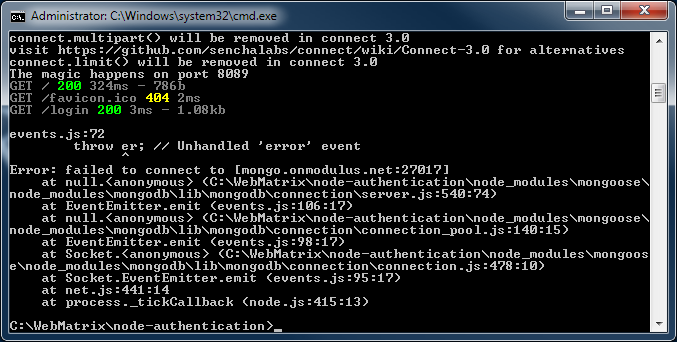 Administrator: C:\Windows\system32\cmd.exe
connect.multipart() will be removed in connect 3.0
visit https://github.com/senchalabs/connect/wiki/Connect-3.0 for alternatives
connect.limit() will be removed in connect 3.0
The magic happens on port 8089
GET / 200 324ms - 786b
GET /favicon.ico 404 2ms
GET /login 200 3ms - 1.08kb
events.js:72
        throw er; // Unhandled 'error' event
              ^
Error: failed to connect to [mongo.onmodulus.net:27017]
    at null.<anonymous> (C:\WebMatrix\node-authentication\node_modules\mongoose\
node_modules\mongodb\lib\mongodb\connection\server.js:540:74)
    at EventEmitter.emit (events.js:106:17)
    at null.<anonymous> (C:\WebMatrix\node-authentication\node_modules\mongoose\
node_modules\mongodb\lib\mongodb\connection\connection_pool.js:140:15)
    at EventEmitter.emit (events.js:98:17)
    at Socket.<anonymous> (C:\WebMatrix\node-authentication\node_modules\mongoos
e\node_modules\mongodb\lib\mongodb\connection\connection.js:478:10)
    at Socket.EventEmitter.emit (events.js:95:17)
    at net.js:441:14
    at process._tickCallback (node.js:415:13)
C:\WebMatrix\node-authentication>_